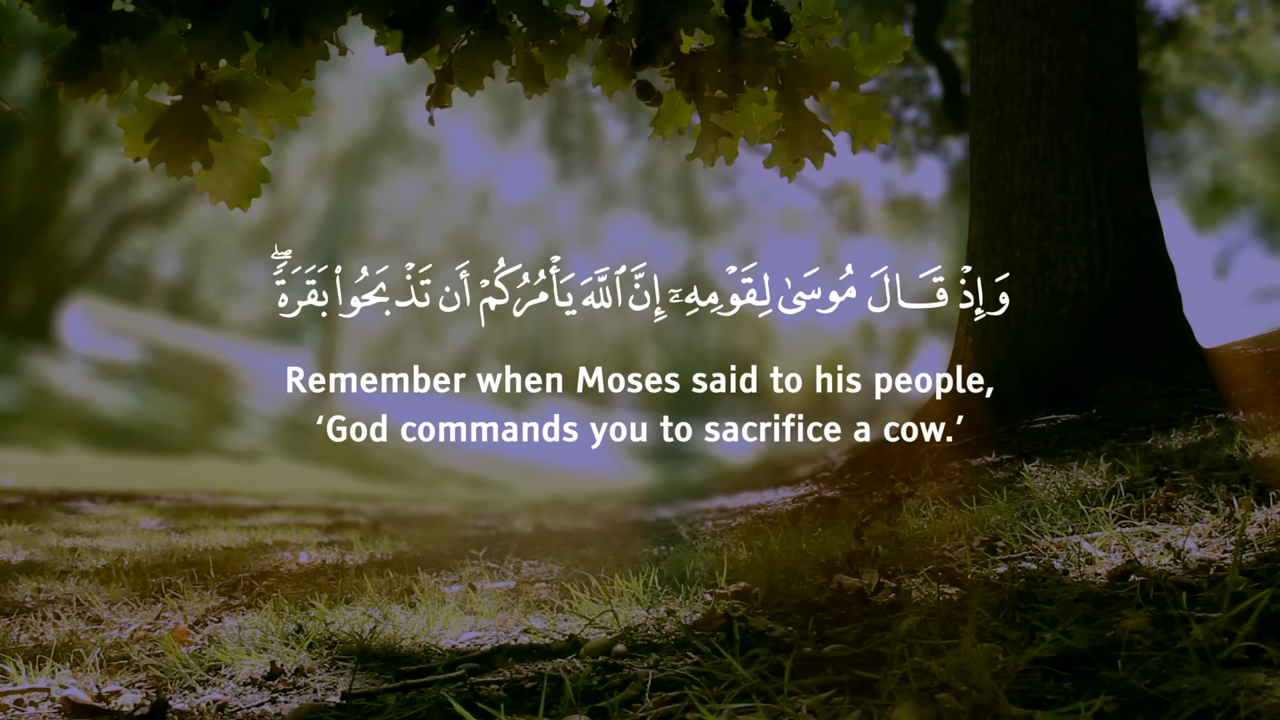 وَإِذْ قَالَ مُوسَىٰ لِقَوْمِهِۦٓ إِنَّ ٱللَّهَ يَأْمُرُكُمْ أَن تَذْبَحُوا۟ بَقَرَةًۖ
Remember when Moses said to his people,
‘God commands you to sacrifice a cow.’